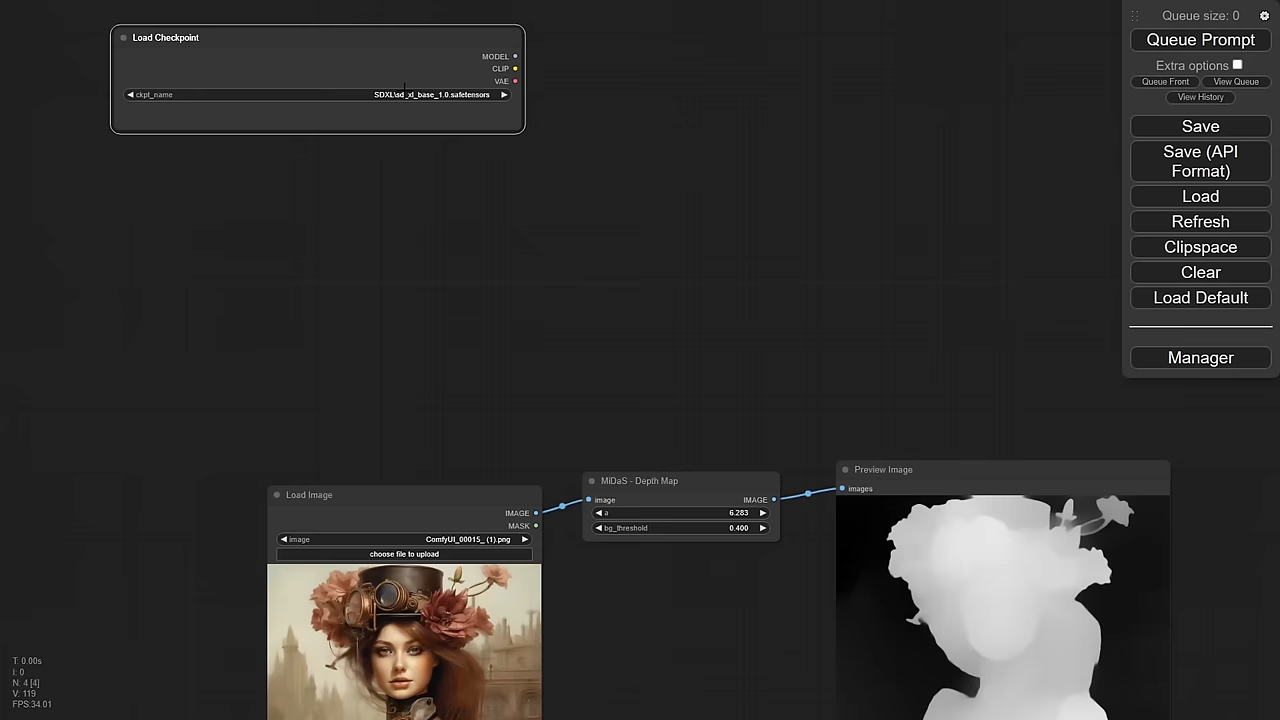 Load Checkpoint
MODEL
CLIP
VAE
ckpt_name SDXL\sd_xl_base_1.0.safetensors
Queue size: 0
Queue Prompt
Extra options
Queue Front View Queue
View History
Save
Save (API
Format)
Load
Refresh
Clipspace
Clear
Load Default
Manager
Load Image
IMAGE
MASK
image ComfyUI_00015_ (1).png
choose file to upload
MiDaS - Depth Map
image IMAGE
a 6.283
bg_threshold 0.400
Preview Image
images
T: 0.00s
I: 0
N: 4 [4]
V: 119
FPS:34.01